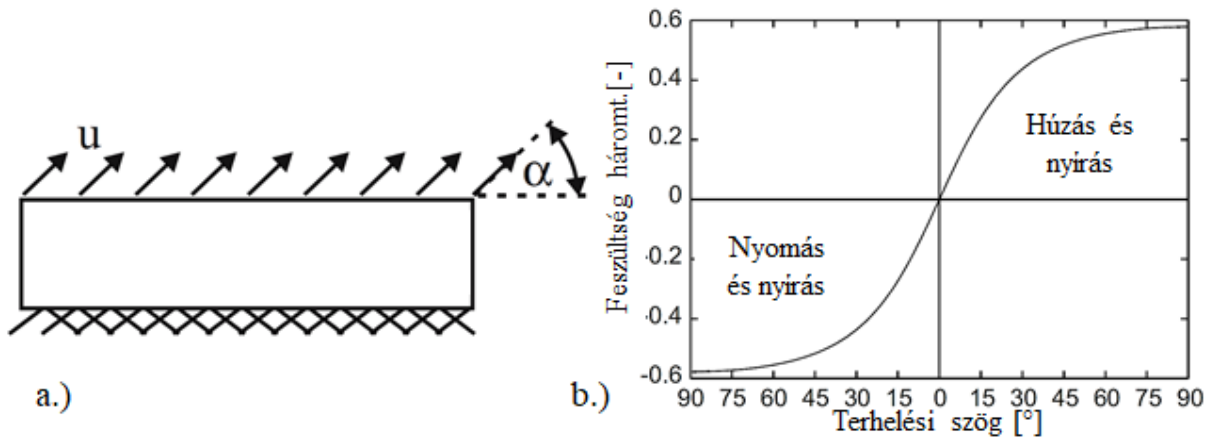 u
α
a.)
b.)
Feszültség háromt.[-]
0.6
0.4
0.2
0
0.2
0.4
-0.6
Húzás és
nyírás
Nyomás
és nyírás
90 75 60 45 30 15 0 15 30 45 60 75 90
Terhelési szög [°]